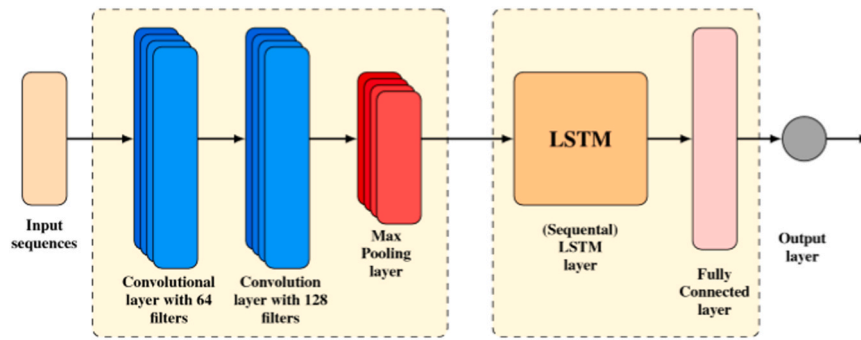 Input
sequences
Convolutional
layer with 64
filters
Convolution
layer with 128
filters
Max
Pooling
layer
LSTM
(Sequental)
LSTM
layer
Fully
Connected
layer
Output
layer